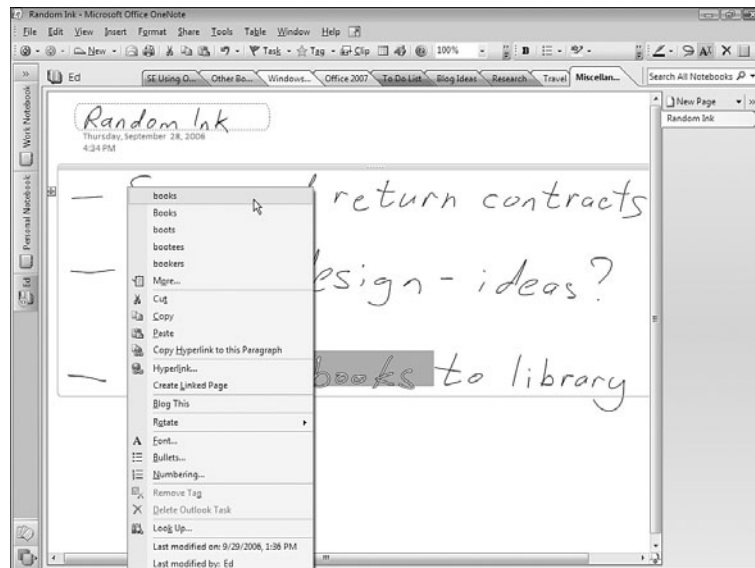 Random Ink - Microsoft Office OneNote
File Edit View Insert Format Share Tools Table Window Help
New Task Tag Clip 100% B
Ed SE Using O... Other Bo... Windows... Office 2007 To Do List Blog Ideas Research Travel Miscellan... Search All Notebooks
New Page
Random Ink
Work Notebook
Personal Notebook
Ed
Random Ink
Thursday, September 28, 2006
4:34 PM
— return contracts
— design - ideas?
— books to library
books
Books
boots
bootees
bookers
More...
Cut
Copy
Paste
Copy Hyperlink to this Paragraph
Hyperlink...
Create Linked Page
Blog This
Rotate
A Font...
Bullets...
Numbering...
Remove Tag
Delete Outlook Task
Look Up...
Last modified on: 9/29/2006, 1:36 PM
Last modified by: Ed